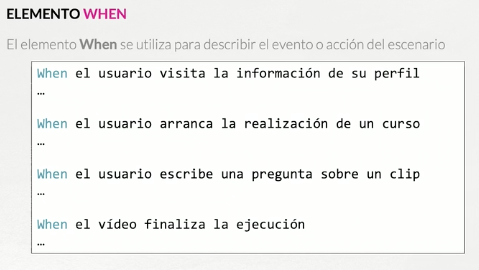 ELEMENTO WHEN
El elemento When se utiliza para describir el evento o acción del escenario
When el usuario visita la información de su perfil
…
When el usuario arranca la realización de un curso
…
When el usuario escribe una pregunta sobre un clip
…
When el vídeo finaliza la ejecución
…